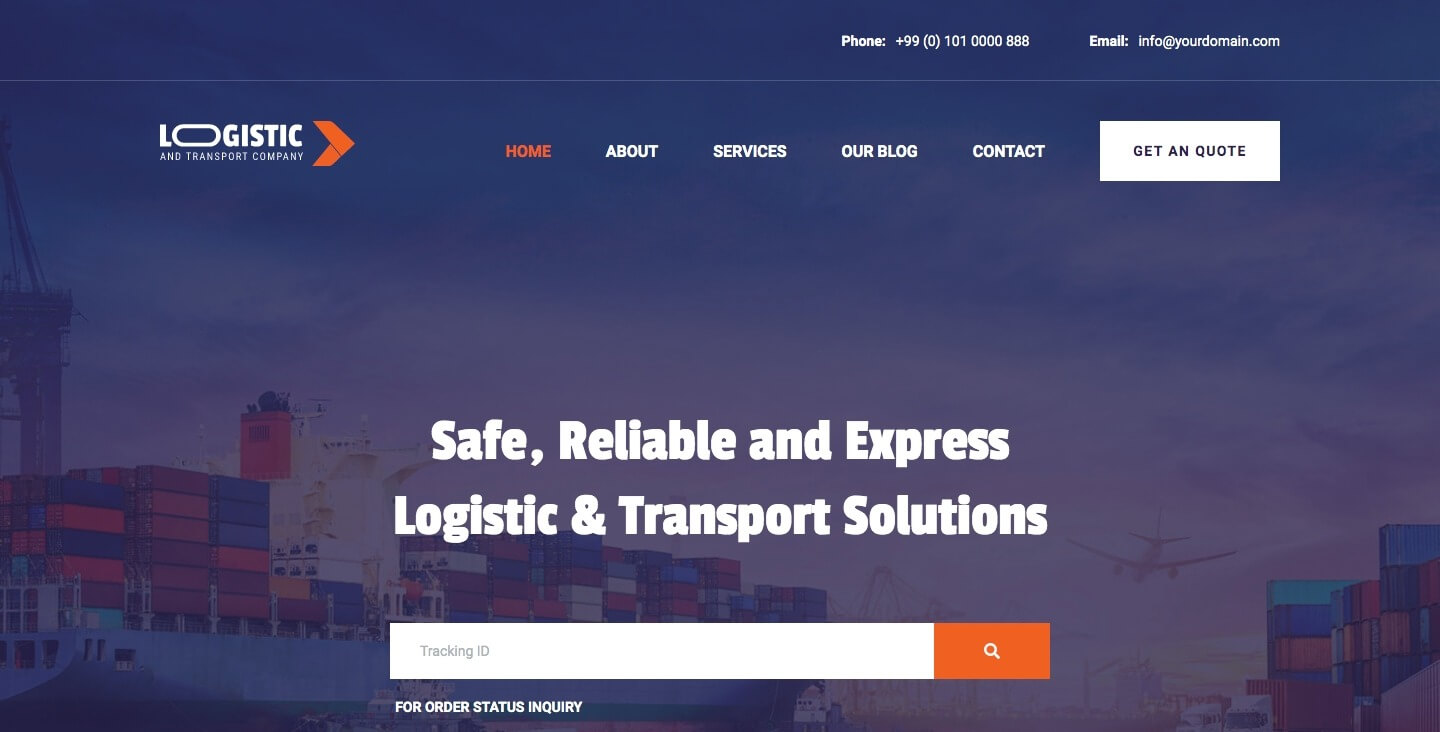 Phone: +99 (0) 101 0000 888 Email: info@yourdomain.com
LOGISTIC
AND TRANSPORT COMPANY
HOME ABOUT SERVICES OUR BLOG CONTACT GET AN QUOTE
Safe, Reliable and Express
Logistic & Transport Solutions
Tracking ID
FOR ORDER STATUS INQUIRY